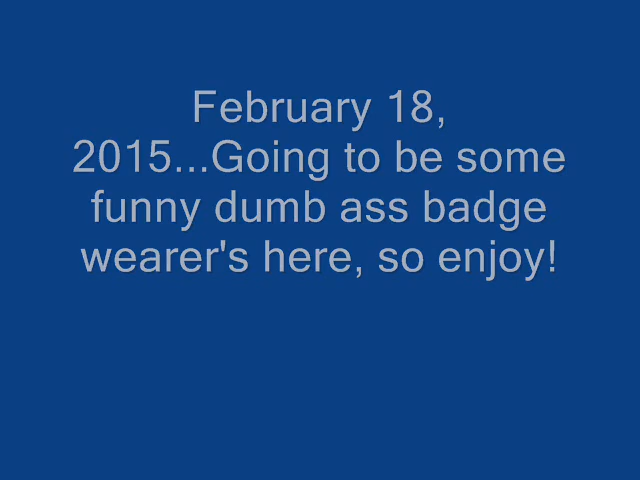 February 18,
2015...Going to be some
funny dumb ass badge
wearer's here, so enjoy!